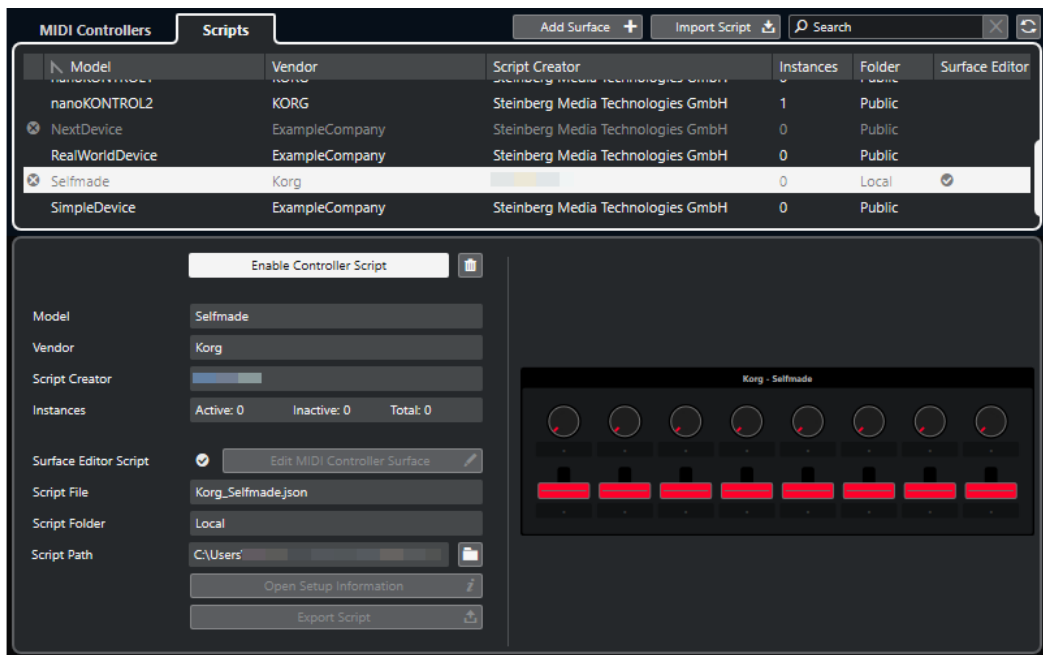 MIDI Controllers Scripts Add Surface Import Script Search
Model Vendor Script Creator Instances Folder Surface Editor
nanoKONTROL2 KORG Steinberg Media Technologies GmbH 1 Public
NextDevice ExampleCompany Steinberg Media Technologies GmbH 0 Public
RealWorldDevice ExampleCompany Steinberg Media Technologies GmbH 0 Public
Selfmade Korg 0 Local
SimpleDevice ExampleCompany Steinberg Media Technologies GmbH 0 Public
Enable Controller Script
Model Selfmade
Vendor Korg
Script Creator
Instances Active: 0 Inactive: 0 Total: 0
Surface Editor Script Edit MIDI Controller Surface
Script File Korg_Selfmade.json
Script Folder Local
Script Path C:\Users\
Open Setup Information
Export Script
Korg - Selfmade